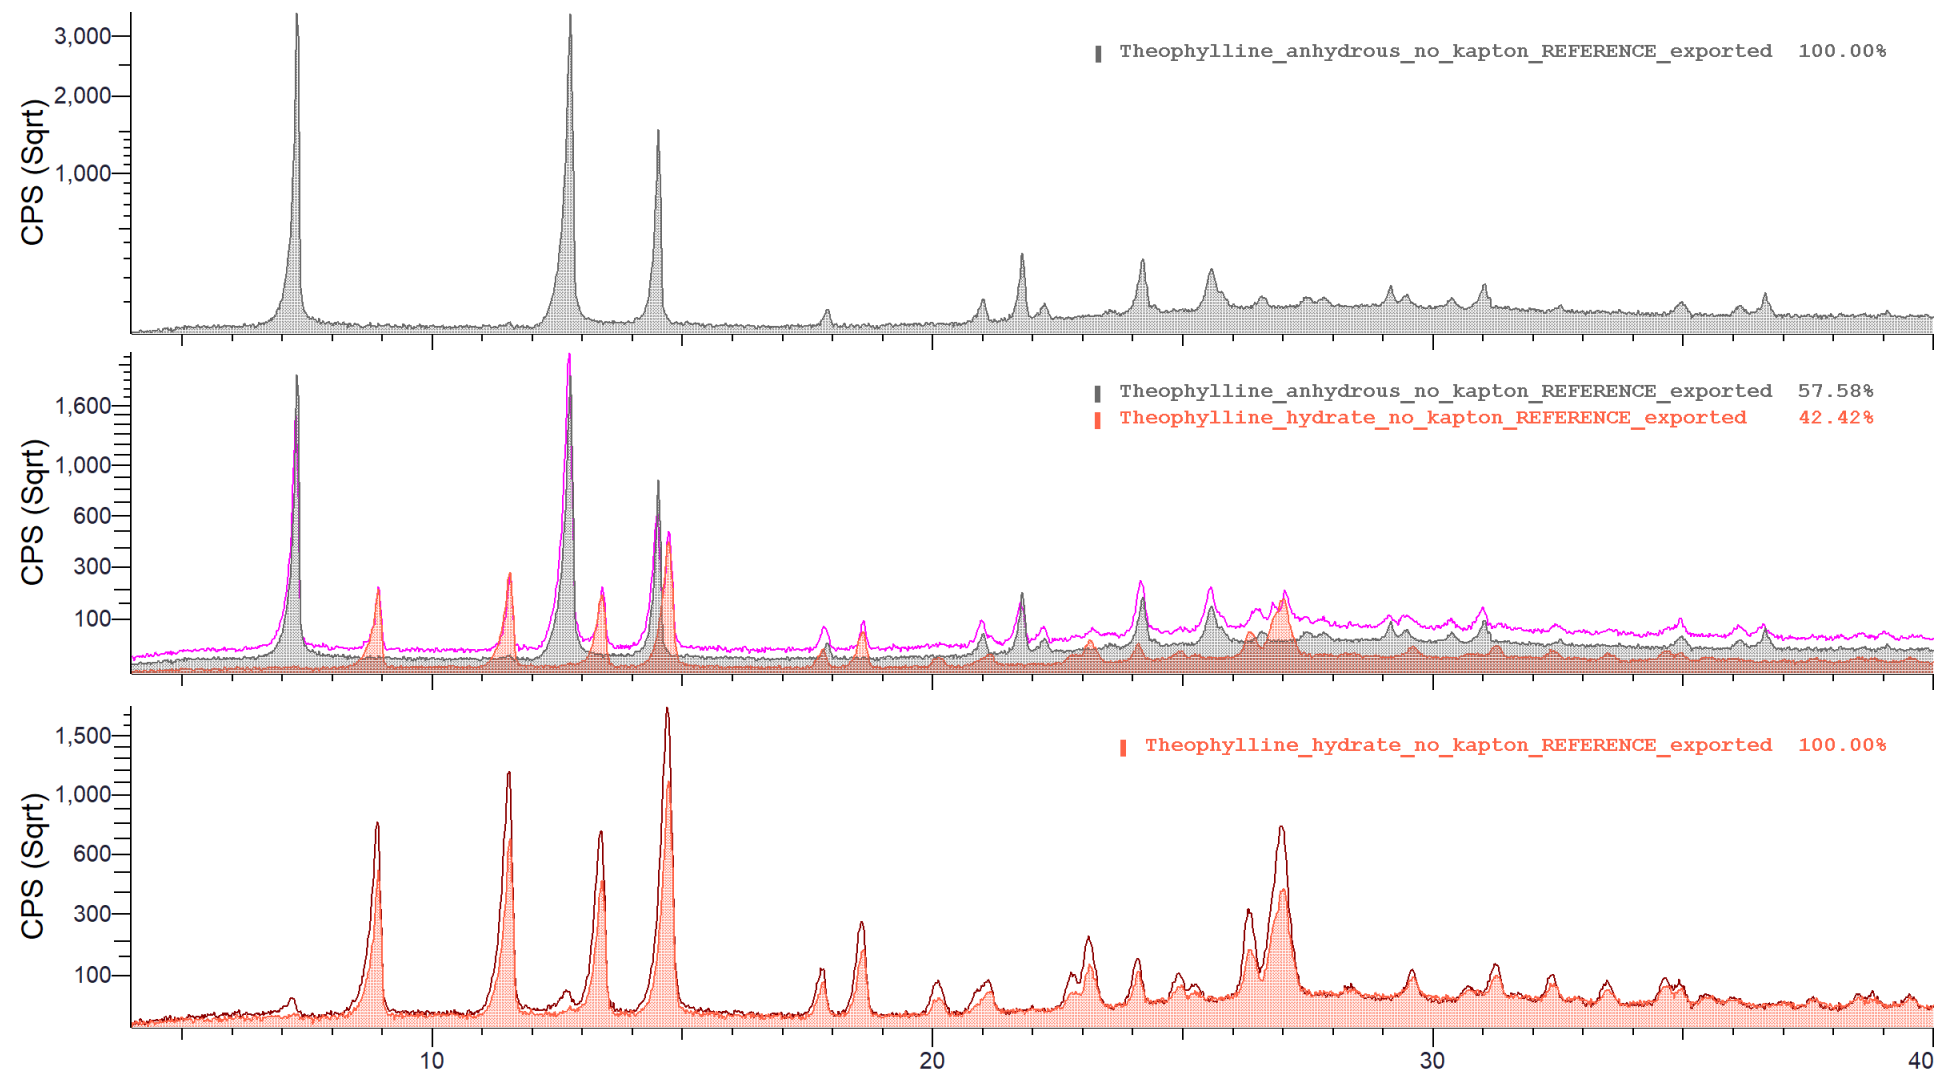 CPS (Sqrt)
3,000
2,000
1,000
Theophylline_anhydrous_no_kapton_REFERENCE_exported 100.00%
CPS (Sqrt)
1,600
1,000
600
300
100
Theophylline_anhydrous_no_kapton_REFERENCE_exported 57.58%
Theophylline_hydrate_no_kapton_REFERENCE_exported 42.42%
CPS (Sqrt)
1,500
1,000
600
300
100
Theophylline_hydrate_no_kapton_REFERENCE_exported 100.00%
10 20 30 40